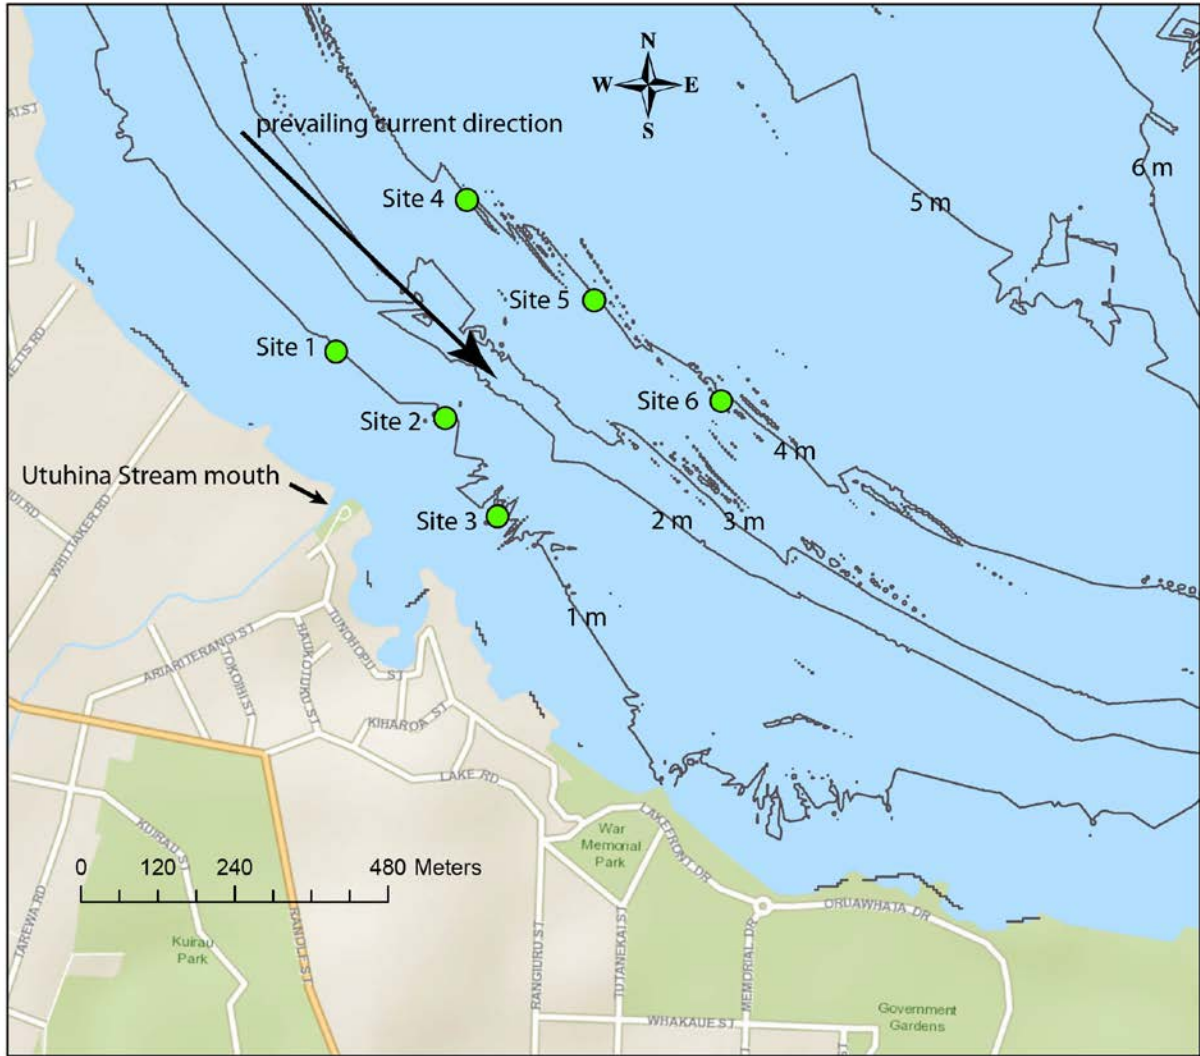 N
W E
S
prevailing current direction
6 m
5 m
Site 4
Site 5
Site 1
Site 6
Site 2
4 m
Utuhina Stream mouth
Site 3
2 m
3 m
1 m
WHITTAKER RD
ARIARITERANGI ST
TUNOHOPU ST
HAUKOTUKU ST
TOKOIHI ST
KIHAROA ST
LAKE RD
War
Memorial
Park
LAKEFRONT DR
KUIRAU ST
0 120 240 480 Meters
ORUAWHATA DR
TAREWA RD
RANOLF ST
Kuirau
Park
RANGIURU ST
TUTANEKAI ST
MEMORIAL DR
Government
Gardens
WHAKAUE ST
ST